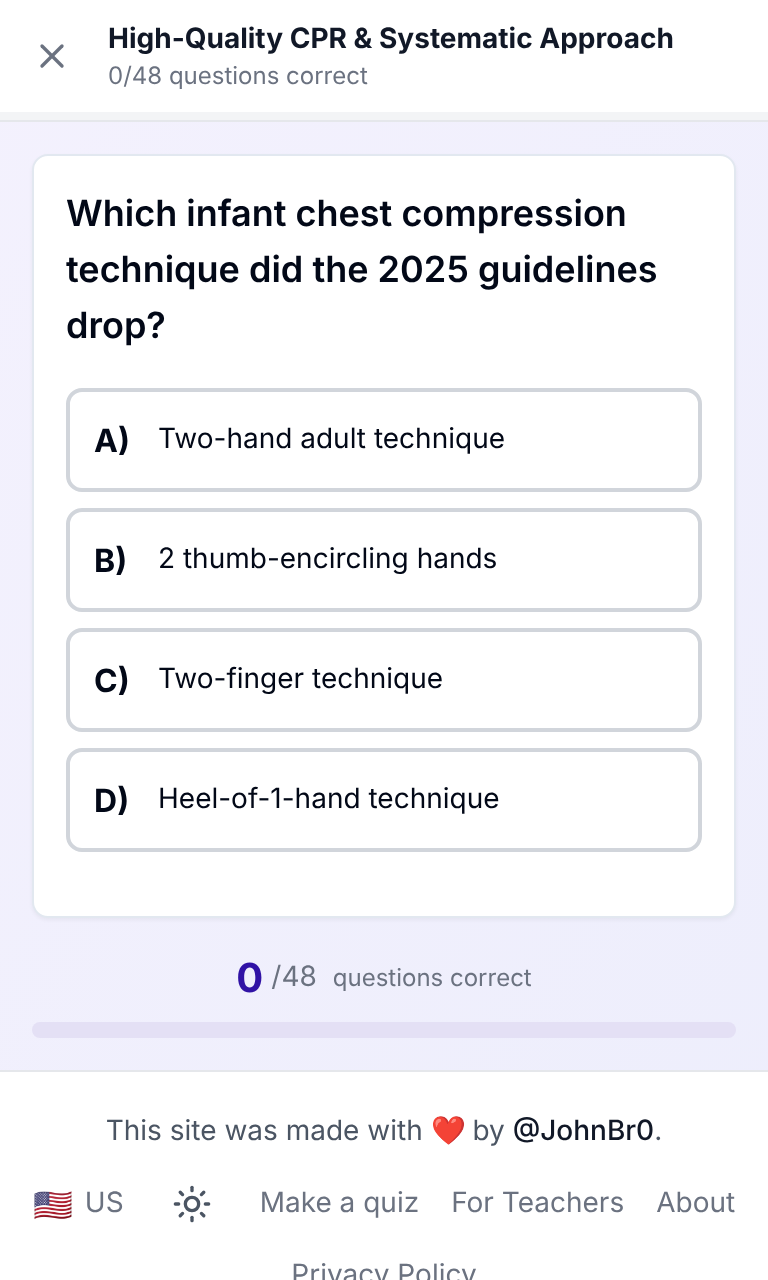 High-Quality CPR & Systematic Approach
0/48 questions correct
Which infant chest compression
technique did the 2025 guidelines
drop?
A) Two-hand adult technique
B) 2 thumb-encircling hands
C) Two-finger technique
D) Heel-of-1-hand technique
0 /48 questions correct
This site was made with ❤️ by @JohnBr0.
🇺🇸 US Make a quiz For Teachers About
Privacy Policy